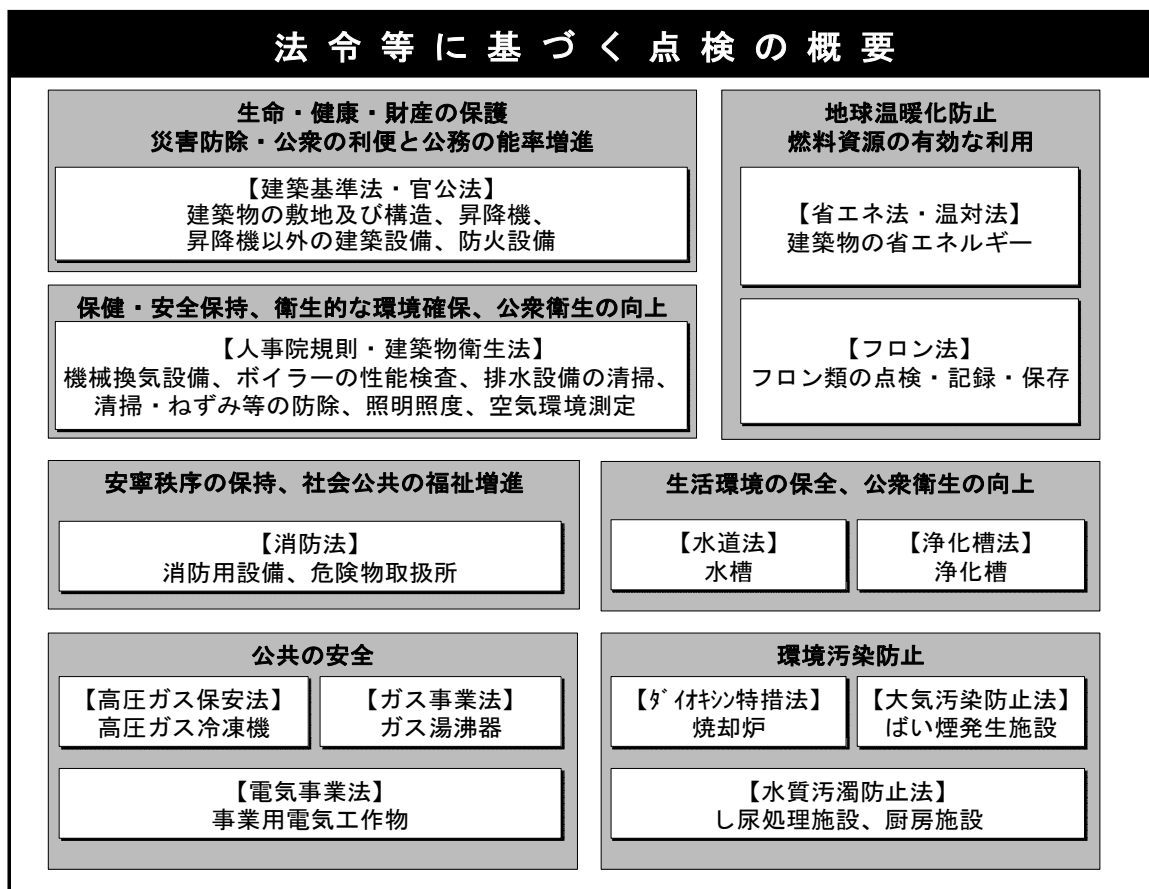 法令等に基づく点検の概要
生命・健康・財産の保護
災害防除・公衆の利便と公務の能率増進
【建築基準法・官公法】
建築物の敷地及び構造、昇降機、
昇降機以外の建築設備、防火設備
地球温暖化防止
燃料資源の有効な利用
【省エネ法・温対法】
建築物の省エネルギー
【フロン法】
フロン類の点検・記録・保存
保健・安全保持、衛生的な環境確保、公衆衛生の向上
【人事院規則・建築物衛生法】
機械換気設備、ボイラーの性能検査、排水設備の清掃、
清掃・ねずみ等の防除、照明照度、空気環境測定
安寧秩序の保持、社会公共の福祉増進
【消防法】
消防用設備、危険物取扱所
生活環境の保全、公衆衛生の向上
【水道法】
水槽
【浄化槽法】
浄化槽
公共の安全
【高圧ガス保安法】
高圧ガス冷凍機
【ガス事業法】
ガス湯沸器
【電気事業法】
事業用電気工作物
環境汚染防止
【ダイオキシン特措法】
焼却炉
【大気汚染防止法】
ばい煙発生施設
【水質汚濁防止法】
し尿処理施設、厨房施設